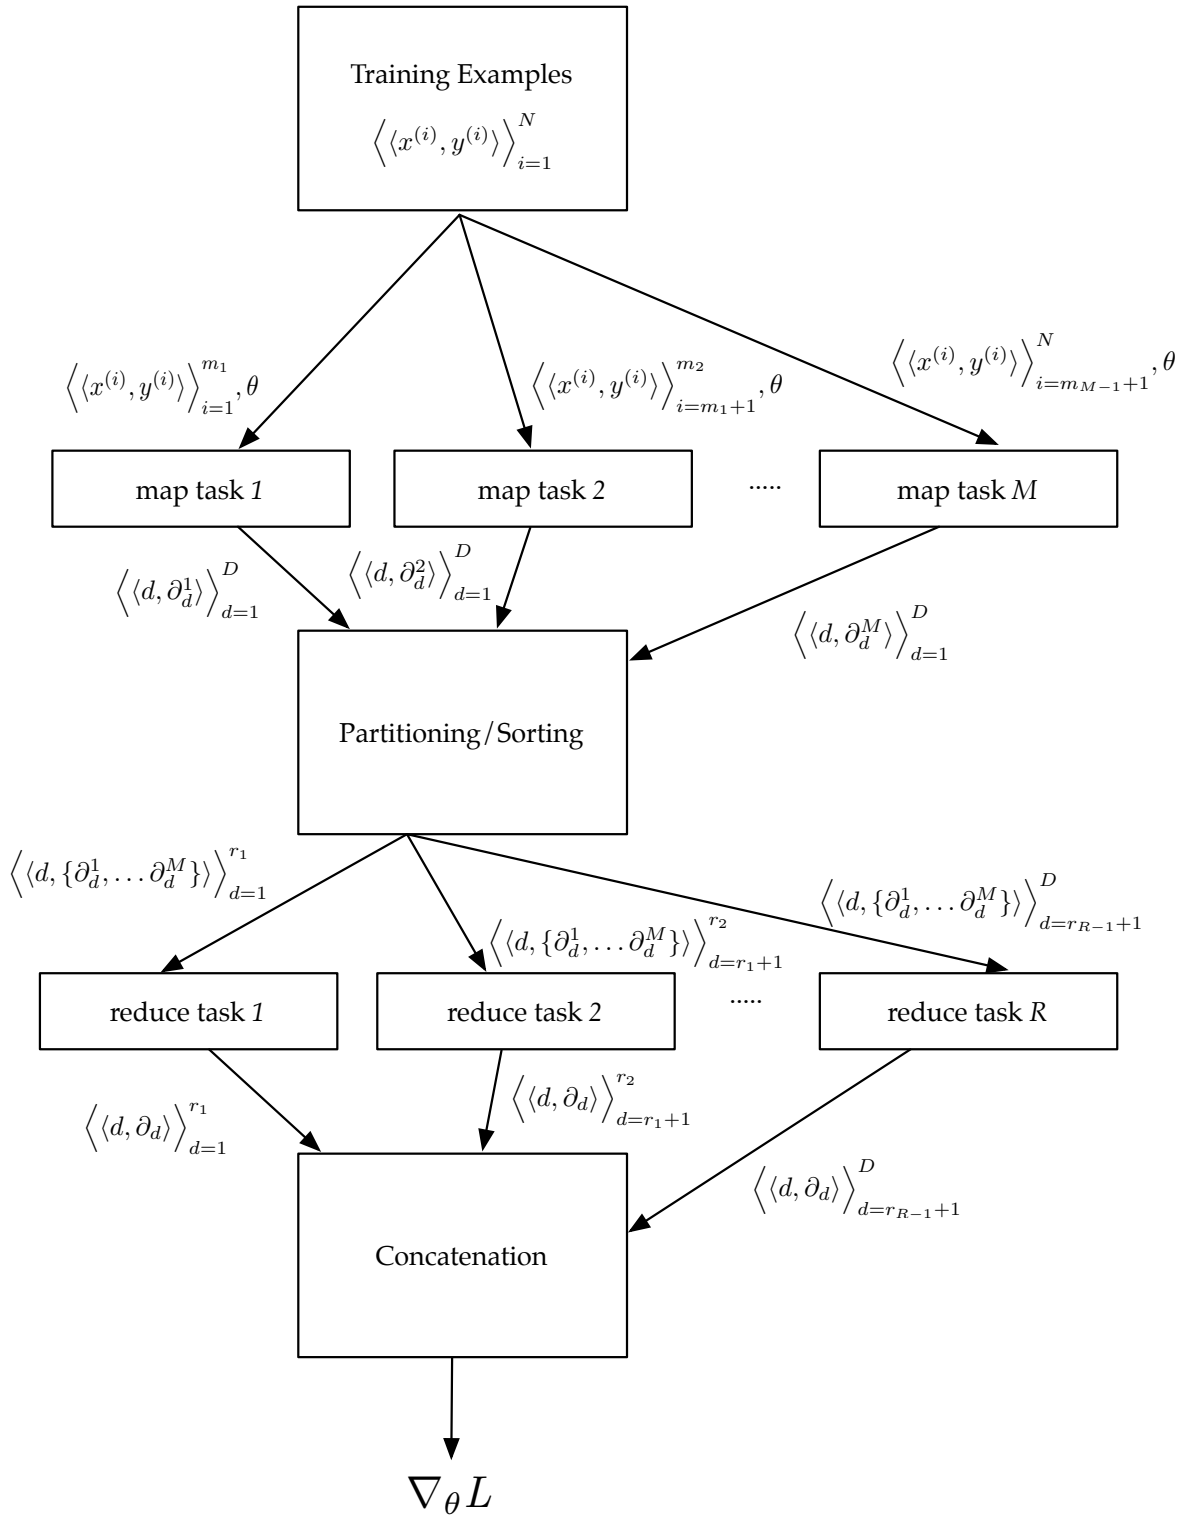 Training Examples
⟨⟨x^{(i)}, y^{(i)}⟩⟩_{i=1}^{N}
⟨⟨x^{(i)}, y^{(i)}⟩⟩_{i=1}^{m_1}, θ
⟨⟨x^{(i)}, y^{(i)}⟩⟩_{i=m_1+1}^{m_2}, θ
⟨⟨x^{(i)}, y^{(i)}⟩⟩_{i=m_{M-1}+1}^{N}, θ
map task 1
map task 2
.....
map task M
⟨⟨d, ∂_d^1⟩⟩_{d=1}^{D}
⟨⟨d, ∂_d^2⟩⟩_{d=1}^{D}
⟨⟨d, ∂_d^M⟩⟩_{d=1}^{D}
Partitioning/Sorting
⟨⟨d, {∂_d^1, … ∂_d^M}⟩⟩_{d=1}^{r_1}
⟨⟨d, {∂_d^1, … ∂_d^M}⟩⟩_{d=r_1+1}^{r_2}
⟨⟨d, {∂_d^1, … ∂_d^M}⟩⟩_{d=r_{R-1}+1}^{D}
reduce task 1
reduce task 2
.....
reduce task R
⟨⟨d, ∂_d⟩⟩_{d=1}^{r_1}
⟨⟨d, ∂_d⟩⟩_{d=r_1+1}^{r_2}
⟨⟨d, ∂_d⟩⟩_{d=r_{R-1}+1}^{D}
Concatenation
∇_θ L